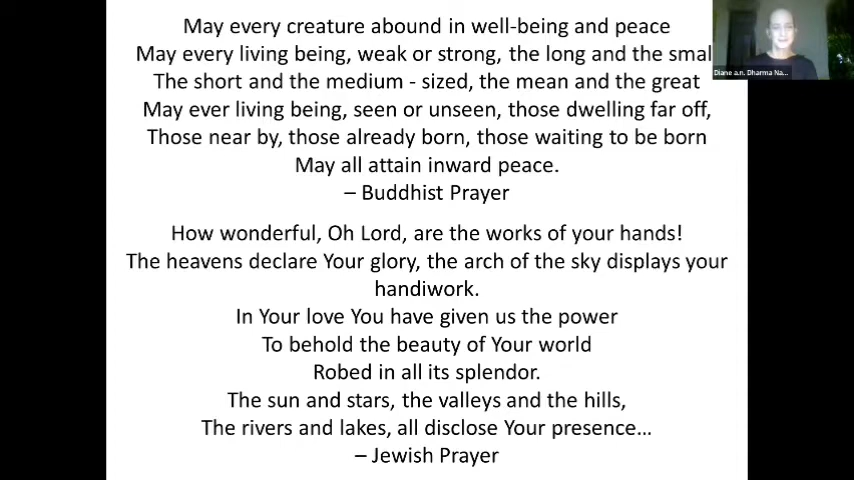 May every creature abound in well-being and peace
May every living being, weak or strong, the long and the smal
The short and the medium - sized, the mean and the great
May ever living being, seen or unseen, those dwelling far off,
Those near by, those already born, those waiting to be born
May all attain inward peace.
– Buddhist Prayer
How wonderful, Oh Lord, are the works of your hands!
The heavens declare Your glory, the arch of the sky displays your
handiwork.
In Your love You have given us the power
To behold the beauty of Your world
Robed in all its splendor.
The sun and stars, the valleys and the hills,
The rivers and lakes, all disclose Your presence…
– Jewish Prayer
Diane a.n. Dharma Na...